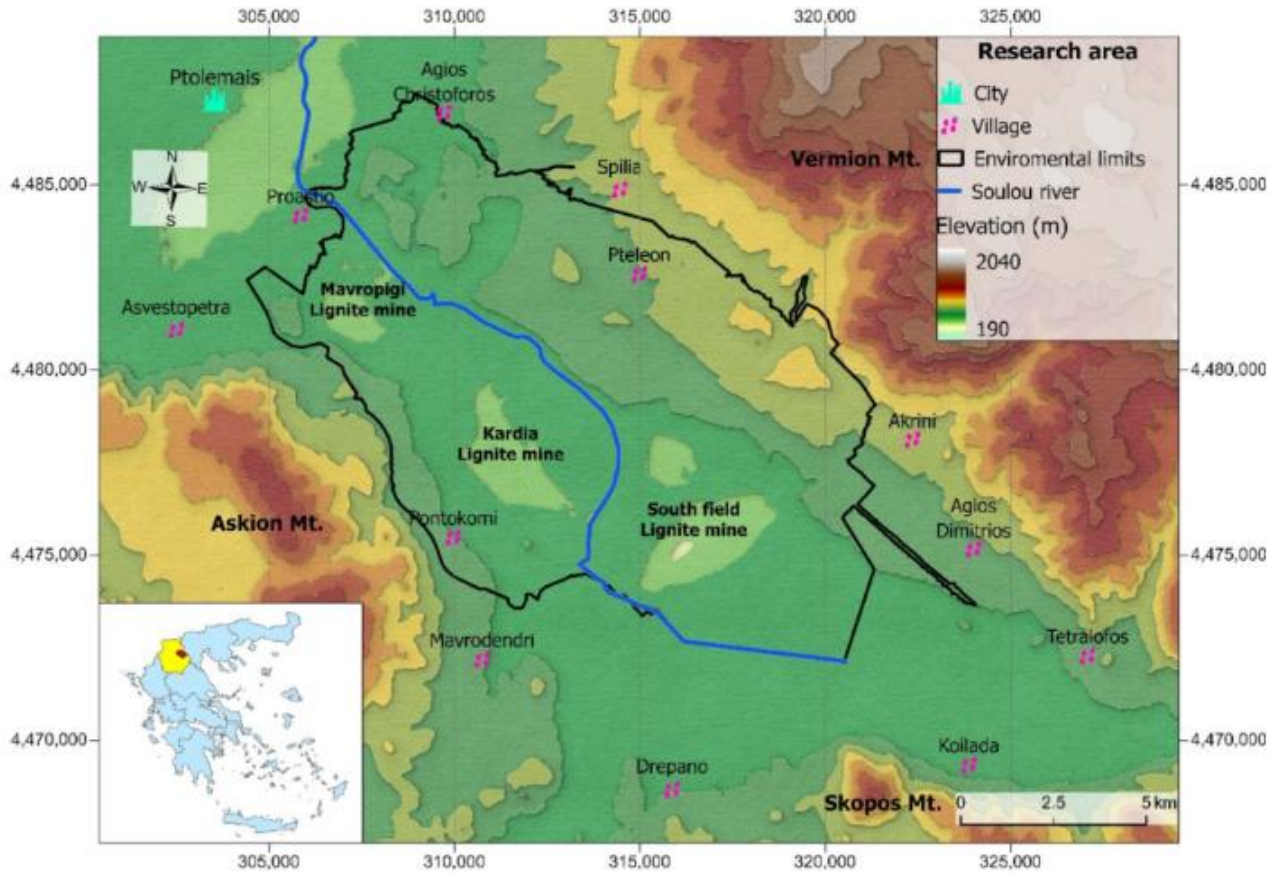 305,000 310,000 315,000 320,000 325,000
Research area
Ptolemais
Agios
Christoforos
City
Village
Enviromental limits
Soulou river
Elevation (m)
2040
190
Vermion Mt.
4,485,000
4,485,000
N
W E
S
Spilia
Proastio
Pteleon
Mavropigi
Lignite mine
Asvestopetra
4,480,000
4,480,000
Akrini
Kardia
Lignite mine
South field
Lignite mine
Agios
Dimitrios
Askion Mt.
Pontokomi
4,475,000
4,475,000
Mavrodendri
Tetralofos
4,470,000
4,470,000
Koilada
Drepano
Skopos Mt.
0 2.5 5 km
305,000 310,000 315,000 320,000 325,000